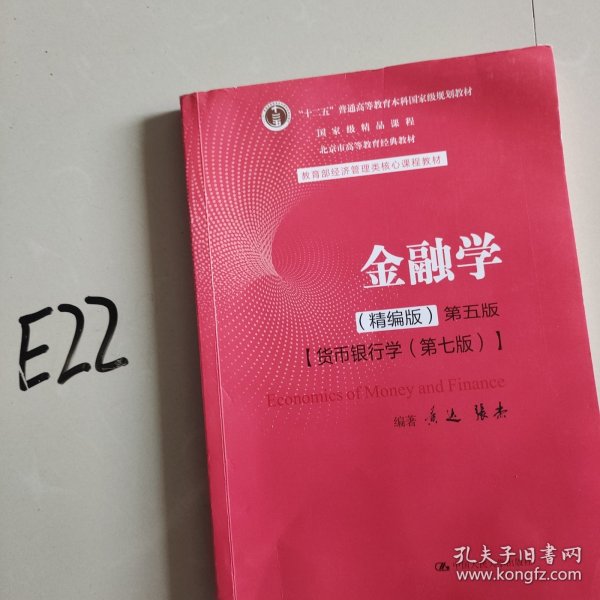 E22
“十二五”普通高等教育本科国家级规划教材
国家级精品课程
北京市高等教育经典教材
教育部经济管理类核心课程教材
金融学
（精编版）第五版
【货币银行学（第七版）】
Economics of Money and Finance
编著 黄达 张杰
孔夫子旧书网
www.kongfz.com